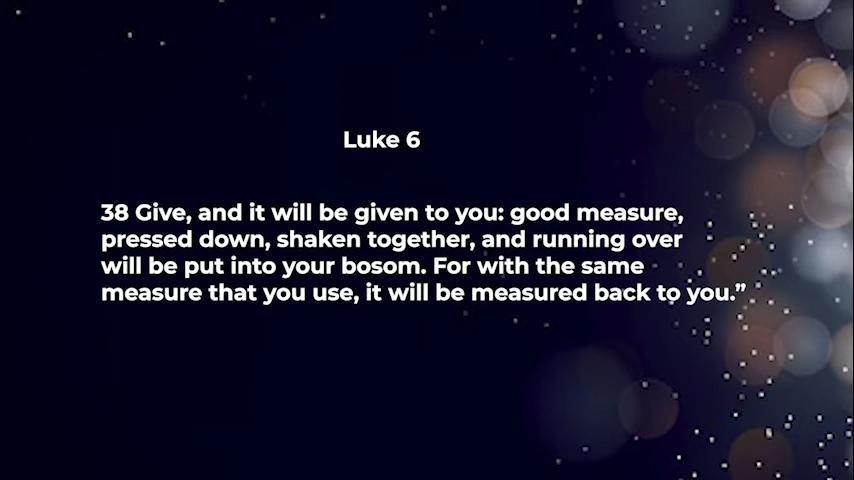 Luke 6
38 Give, and it will be given to you: good measure,
pressed down, shaken together, and running over
will be put into your bosom. For with the same
measure that you use, it will be measured back to you.”